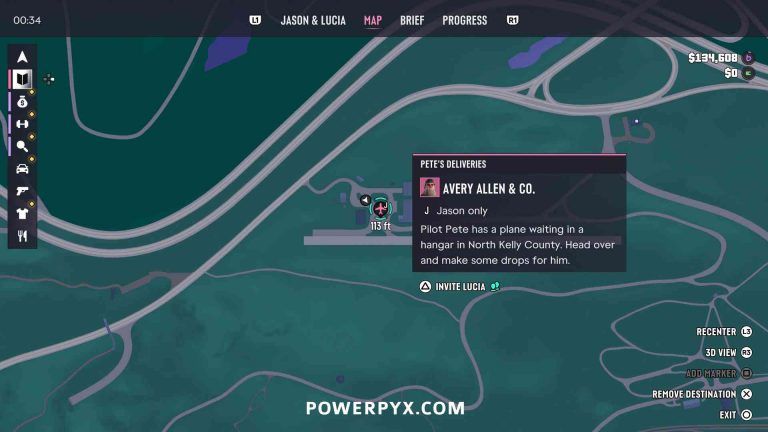 00:34
L1 JASON & LUCIA MAP BRIEF PROGRESS R1
$134,608
$0
PETE'S DELIVERIES
AVERY ALLEN & CO.
J Jason only
Pilot Pete has a plane waiting in a
hangar in North Kelly County. Head over
and make some drops for him.
113 ft
INVITE LUCIA
RECENTER L3
3D VIEW R3
ADD MARKER
REMOVE DESTINATION
EXIT
POWERPYX.COM